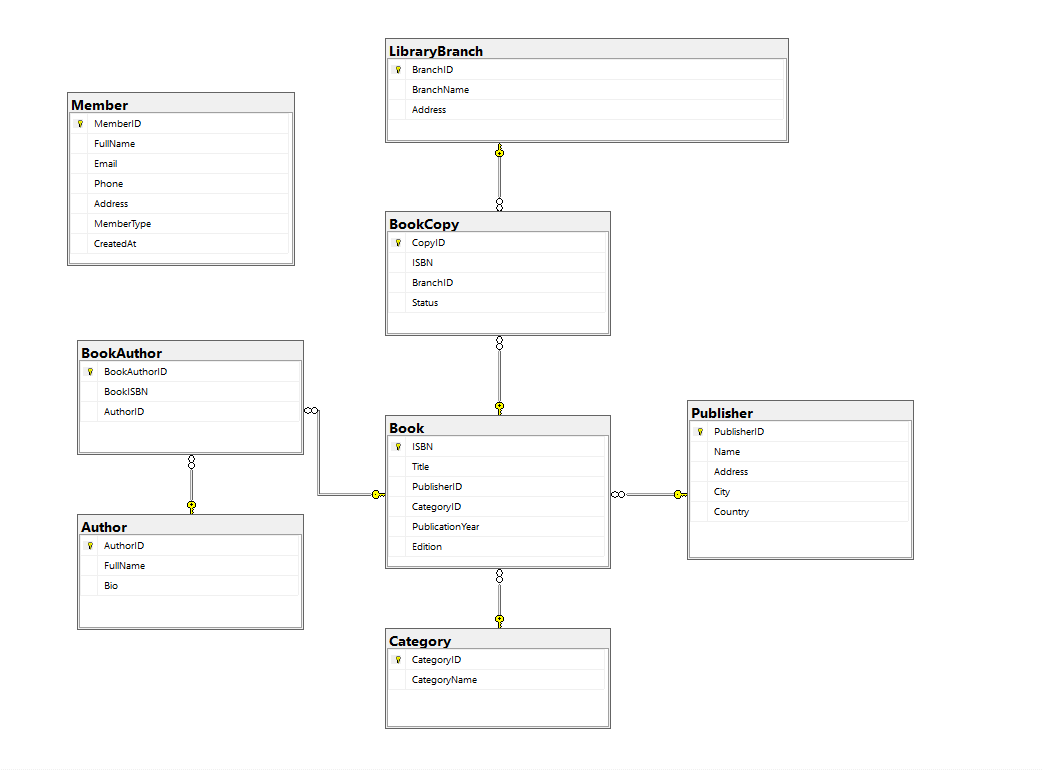 LibraryBranch
BranchID
BranchName
Address
Member
MemberID
FullName
Email
Phone
Address
MemberType
CreatedAt
BookCopy
CopyID
ISBN
BranchID
Status
BookAuthor
BookAuthorID
BookISBN
AuthorID
Book
ISBN
Title
PublisherID
CategoryID
PublicationYear
Edition
Publisher
PublisherID
Name
Address
City
Country
Author
AuthorID
FullName
Bio
Category
CategoryID
CategoryName